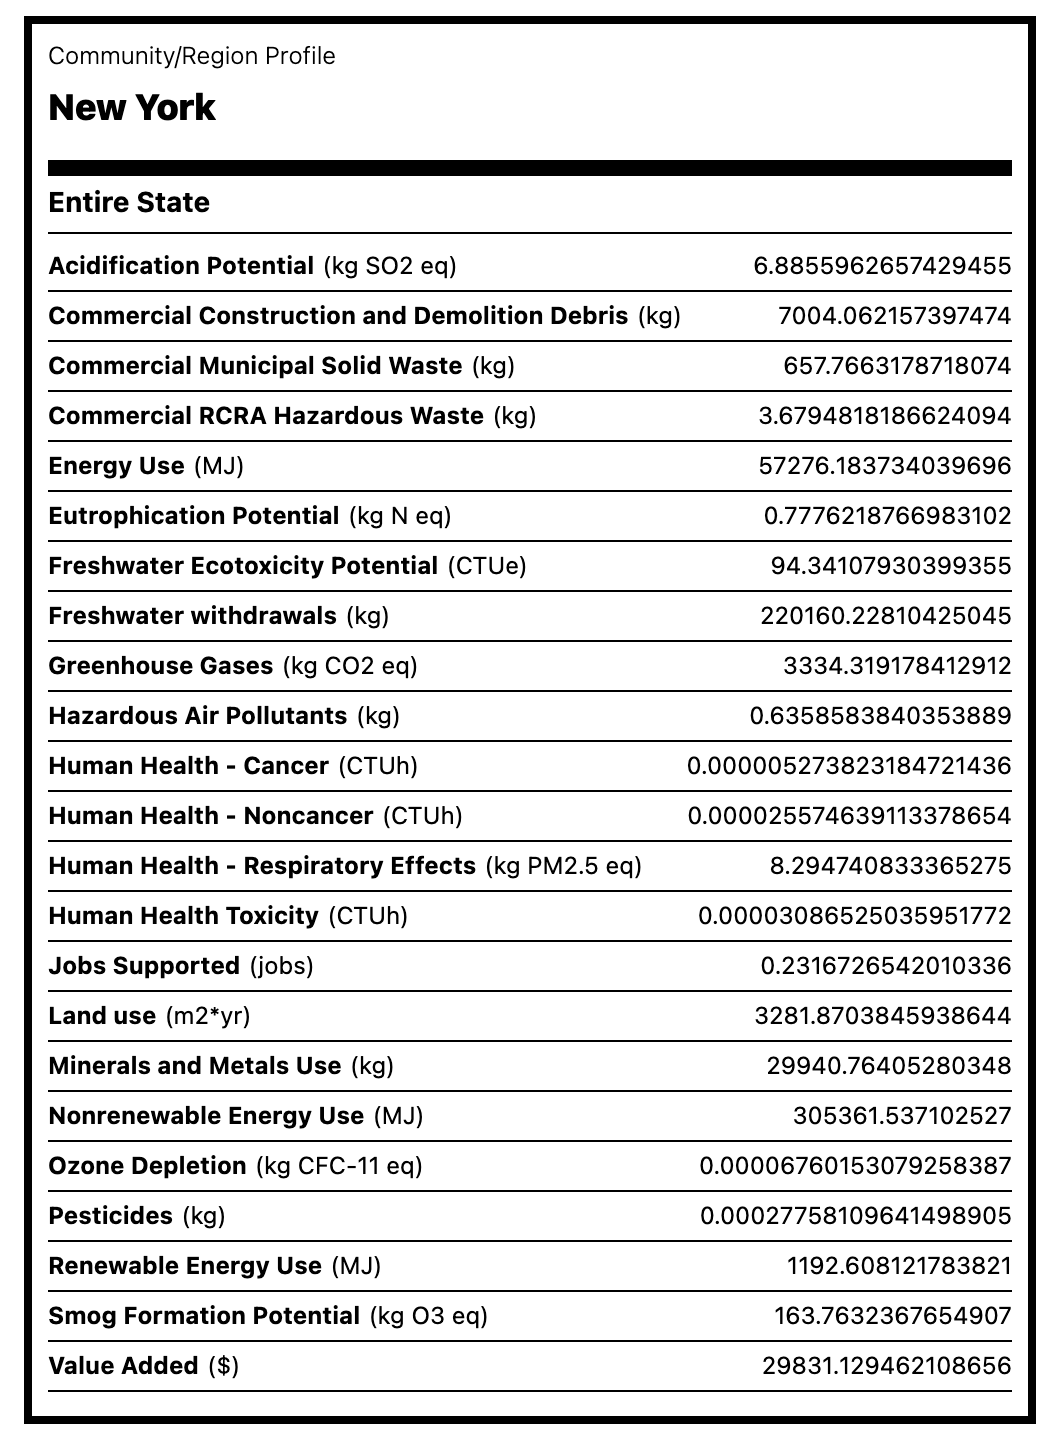 Community/Region Profile
New York
Entire State
Acidification Potential (kg SO2 eq) 6.8855962657429455
Commercial Construction and Demolition Debris (kg) 7004.062157397474
Commercial Municipal Solid Waste (kg) 657.7663178718074
Commercial RCRA Hazardous Waste (kg) 3.6794818186624094
Energy Use (MJ) 57276.183734039696
Eutrophication Potential (kg N eq) 0.7776218766983102
Freshwater Ecotoxicity Potential (CTUe) 94.34107930399355
Freshwater withdrawals (kg) 220160.22810425045
Greenhouse Gases (kg CO2 eq) 3334.319178412912
Hazardous Air Pollutants (kg) 0.6358583840353889
Human Health - Cancer (CTUh) 0.000005273823184721436
Human Health - Noncancer (CTUh) 0.000025574639113378654
Human Health - Respiratory Effects (kg PM2.5 eq) 8.294740833365275
Human Health Toxicity (CTUh) 0.00003086525035951772
Jobs Supported (jobs) 0.2316726542010336
Land use (m2*yr) 3281.8703845938644
Minerals and Metals Use (kg) 29940.76405280348
Nonrenewable Energy Use (MJ) 305361.537102527
Ozone Depletion (kg CFC-11 eq) 0.00006760153079258387
Pesticides (kg) 0.00027758109641498905
Renewable Energy Use (MJ) 1192.608121783821
Smog Formation Potential (kg O3 eq) 163.7632367654907
Value Added ($) 29831.129462108656